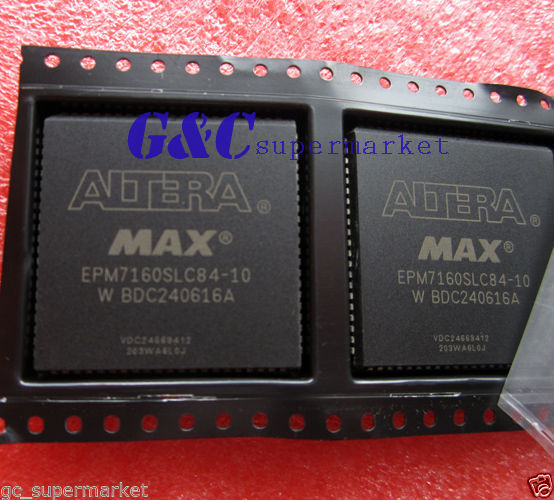 G&C supermarket
ALTERA®
MAX®
EPM7160SLC84-10
W BDC240616A
VDC24669412
203WA6L0J
ALTERA®
MAX®
EPM7160SLC84-10
W BDC240616A
VDC24669412
203WA6L0J
gc_supermarket